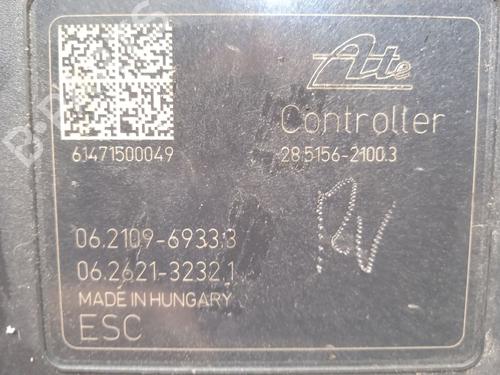 Ate
Controller
61471500049
28.5156-2100.3
06.2109-6933.3
06.2621-3232.1
MADE IN HUNGARY
ESC